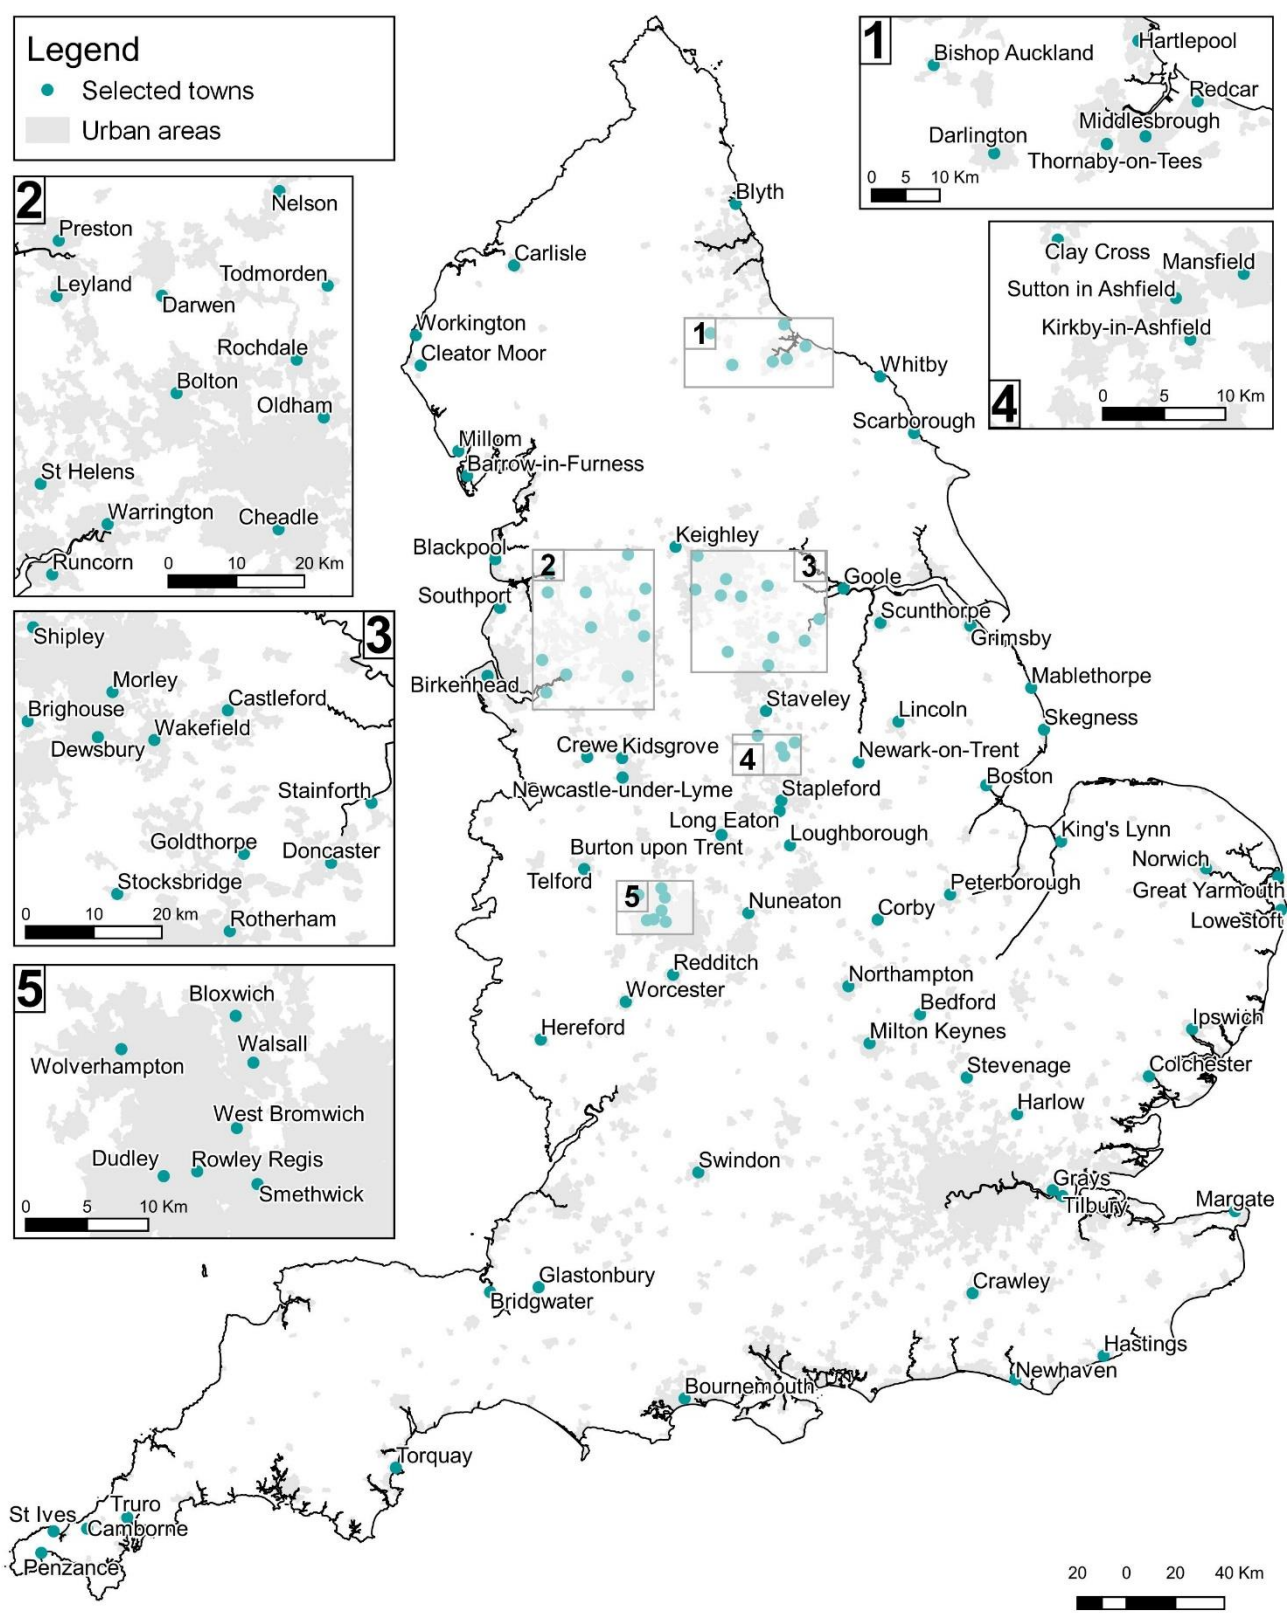 Legend
Selected towns
Urban areas
1
Bishop Auckland
Hartlepool
Redcar
Middlesbrough
Darlington
Thornaby-on-Tees
0 5 10 Km
2
Nelson
Preston
Todmorden
Leyland
Darwen
Rochdale
Bolton
Oldham
St Helens
Warrington
Cheadle
Runcorn
0 10 20 Km
4
Clay Cross
Mansfield
Sutton in Ashfield
Kirkby-in-Ashfield
0 5 10 Km
3
Shipley
Morley
Castleford
Brighouse
Wakefield
Dewsbury
Stainforth
Goldthorpe
Doncaster
Stocksbridge
Rotherham
0 10 20 km
5
Bloxwich
Walsall
Wolverhampton
West Bromwich
Dudley
Rowley Regis
Smethwick
0 5 10 Km
Blyth
Carlisle
Workington
1
Cleator Moor
Whitby
Scarborough
Millom
Barrow-in-Furness
Keighley
Blackpool
2
3
Goole
Southport
Scunthorpe
Grimsby
Birkenhead
Mablethorpe
Staveley
Lincoln
Skegness
Crewe
Kidsgrove
4
Newark-on-Trent
Boston
Newcastle-under-Lyme
Stapleford
Long Eaton
Loughborough
King's Lynn
Burton upon Trent
Norwich
Telford
Peterborough
Great Yarmouth
5
Nuneaton
Corby
Lowestoft
Redditch
Northampton
Worcester
Bedford
Ipswich
Hereford
Milton Keynes
Stevenage
Colchester
Harlow
Swindon
Grays
Tilbury
Margate
Glastonbury
Crawley
Bridgwater
Hastings
Newhaven
Bournemouth
Torquay
St Ives
Truro
Camborne
Penzance
20 0 20 40 Km